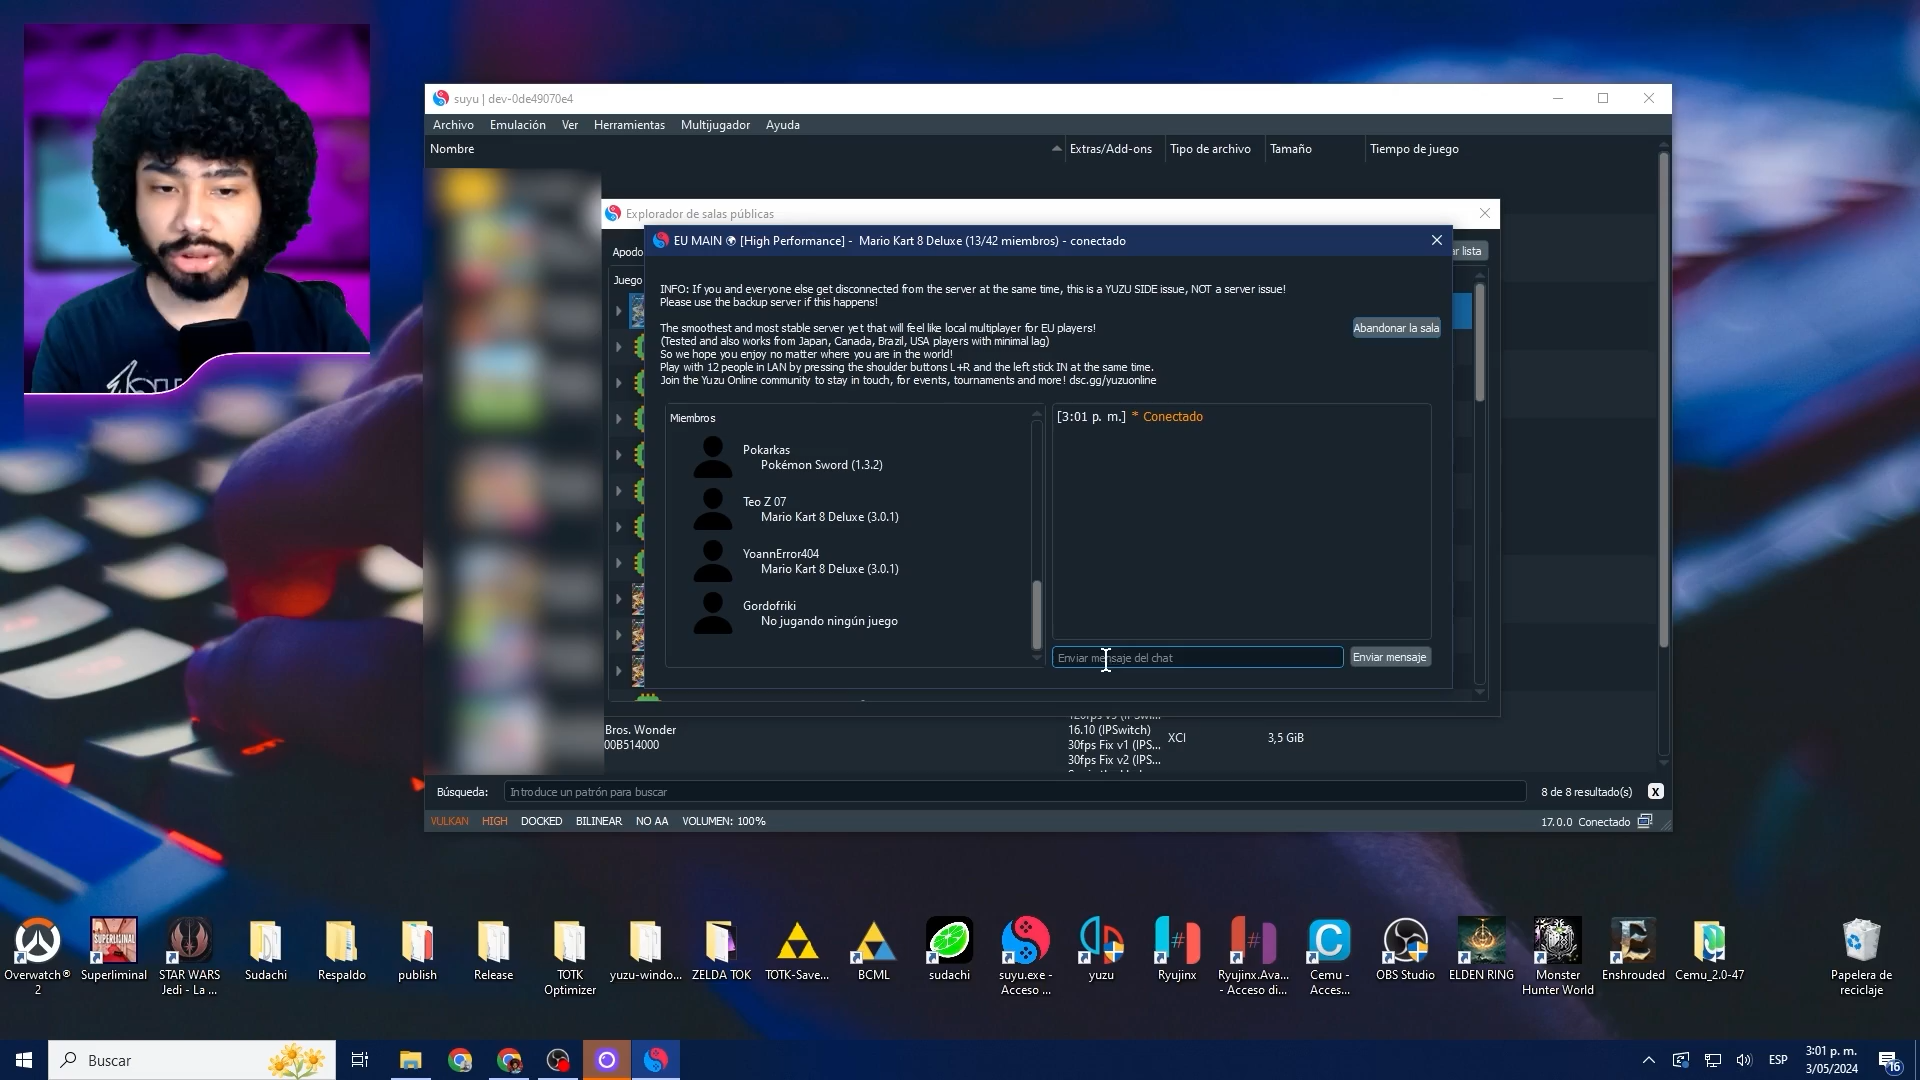 suyu | dev-0de49070e4
Archivo Emulación Ver Herramientas Multijugador Ayuda
Nombre Extras/Add-ons Tipo de archivo Tamaño Tiempo de juego
Explorador de salas públicas
Apodo
ar lista
Juego
EU MAIN [High Performance] - Mario Kart 8 Deluxe (13/42 miembros) - conectado
INFO: If you and everyone else get disconnected from the server at the same time, this is a YUZU SIDE issue, NOT a server issue!
Please use the backup server if this happens!
The smoothest and most stable server yet that will feel like local multiplayer for EU players!
(Tested and also works from Japan, Canada, Brazil, USA players with minimal lag)
So we hope you enjoy no matter where you are in the world!
Play with 12 people in LAN by pressing the shoulder buttons L+R and the left stick IN at the same time.
Join the Yuzu Online community to stay in touch, for events, tournaments and more! dsc.gg/yuzuonline
Abandonar la sala
Miembros
Pokarkas
Pokémon Sword (1.3.2)
Teo Z 07
Mario Kart 8 Deluxe (3.0.1)
YoannError404
Mario Kart 8 Deluxe (3.0.1)
Gordofriki
No jugando ningún juego
[3:01 p. m.] * Conectado
Enviar mensaje del chat
Enviar mensaje
Bros. Wonder
00B514000
16.10 (IPSwitch)
30fps Fix v1 (IPS...
30fps Fix v2 (IPS...
XCI
3,5 GiB
Búsqueda: Introduce un patrón para buscar 8 de 8 resultado(s) X
VULKAN HIGH DOCKED BILINEAR NO AA VOLUMEN: 100% 17.0.0 Conectado
Overwatch® 2
SUPERLIMINAL
Superliminal
STAR WARS Jedi - La ...
Sudachi
Respaldo
publish
Release
TOTK Optimizer
yuzu-windo...
ZELDA TOK
TOTK-Save...
BCML
sudachi
suyu.exe - Acceso ...
yuzu
Ryujinx
Ryujinx.Ava... - Acceso di...
Cemu - Acces...
OBS Studio
ELDEN RING
Monster Hunter World
Enshrouded
Cemu_2.0-47
Papelera de reciclaje
Buscar
ESP
3:01 p. m.
3/05/2024
16